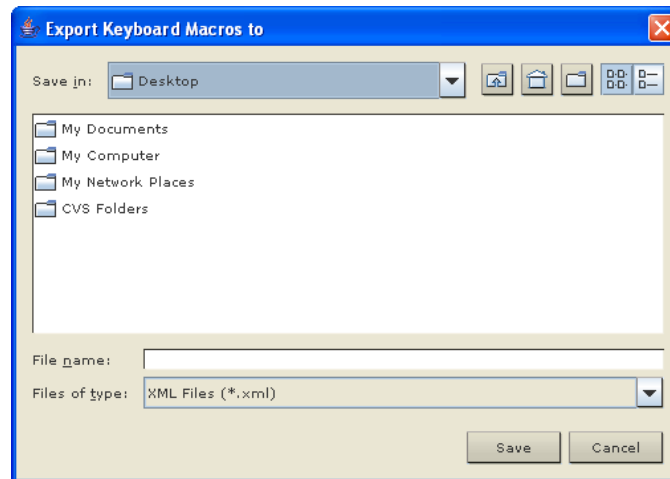 Export Keyboard Macros to
Save in: Desktop
My Documents
My Computer
My Network Places
CVS Folders
File name:
Files of type: XML Files (*.xml)
Save Cancel